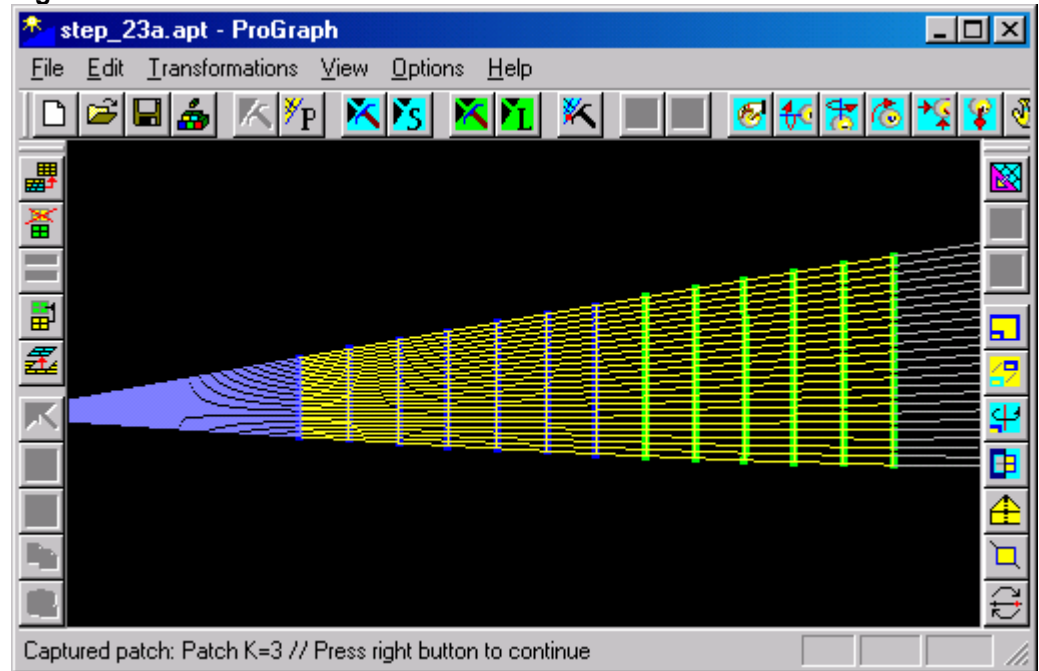 step_23a.apt - ProGraph
File Edit Transformations View Options Help
P S L
Captured patch: Patch K=3 // Press right button to continue